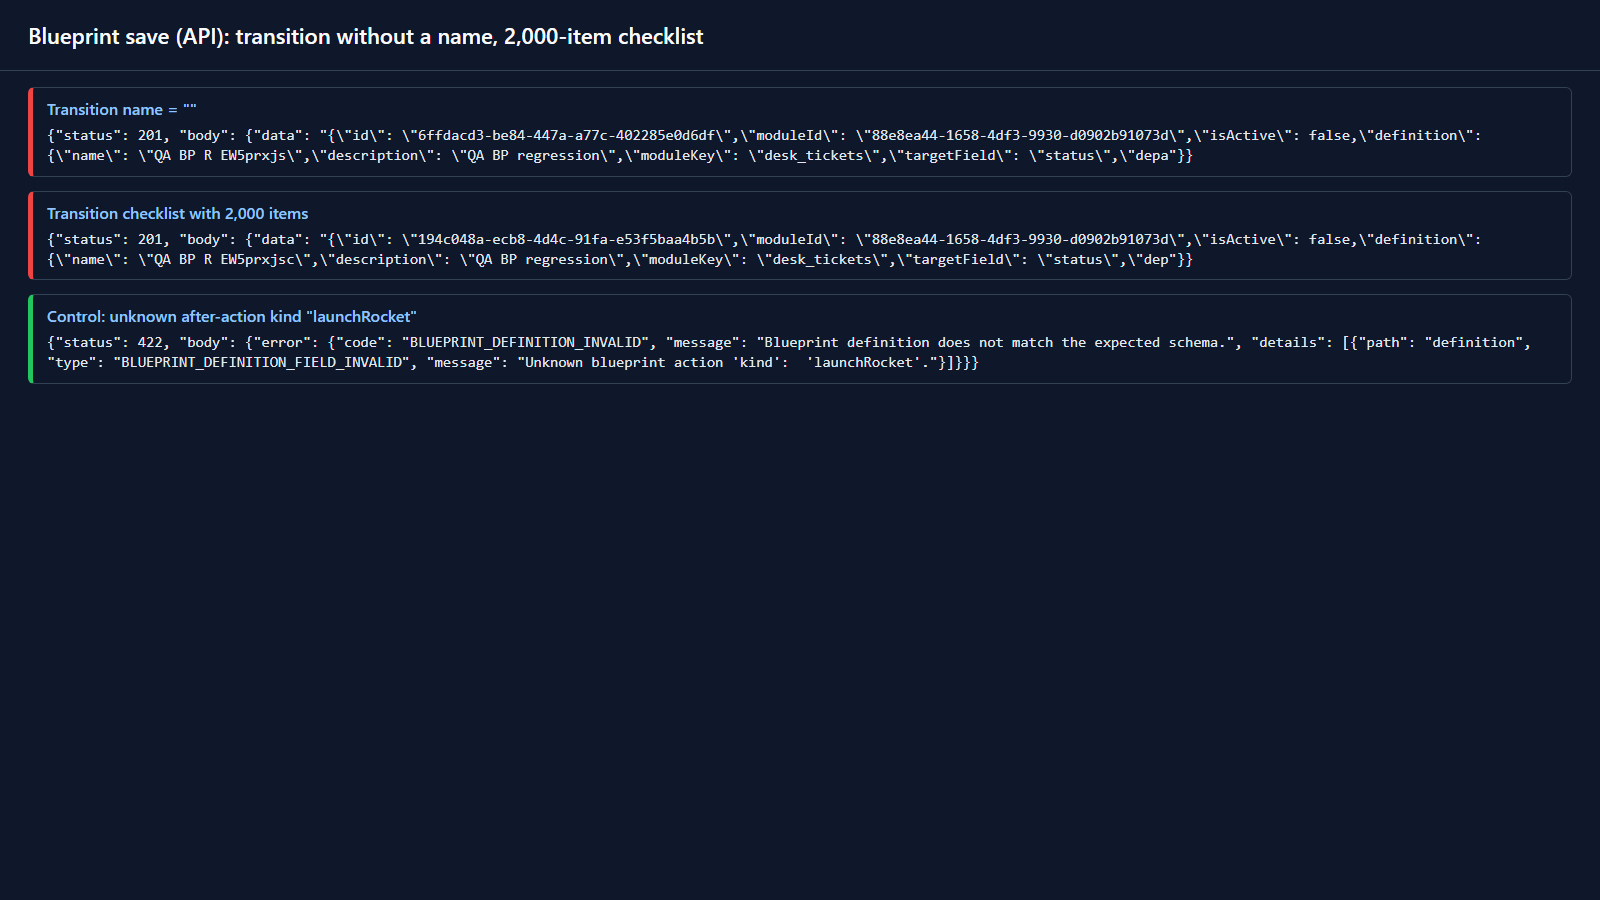 Blueprint save (API): transition without a name, 2,000-item checklist
Transition name = ""
{"status": 201, "body": {"data": "{\"id\": \"6ffdacd3-be84-447a-a77c-402285e0d6df\",\"moduleId\": \"88e8ea44-1658-4df3-9930-d0902b91073d\",\"isActive\": false,\"definition\":
{\"name\": \"QA BP R EW5prxjs\",\"description\": \"QA BP regression\",\"moduleKey\": \"desk_tickets\",\"targetField\": \"status\",\"depa"}}
Transition checklist with 2,000 items
{"status": 201, "body": {"data": "{\"id\": \"194c048a-ecb8-4d4c-91fa-e53f5baa4b5b\",\"moduleId\": \"88e8ea44-1658-4df3-9930-d0902b91073d\",\"isActive\": false,\"definition\":
{\"name\": \"QA BP R EW5prxjsc\",\"description\": \"QA BP regression\",\"moduleKey\": \"desk_tickets\",\"targetField\": \"status\",\"dep"}}
Control: unknown after-action kind "launchRocket"
{"status": 422, "body": {"error": {"code": "BLUEPRINT_DEFINITION_INVALID", "message": "Blueprint definition does not match the expected schema.", "details": [{"path": "definition",
"type": "BLUEPRINT_DEFINITION_FIELD_INVALID", "message": "Unknown blueprint action 'kind':  'launchRocket'."}]}}}